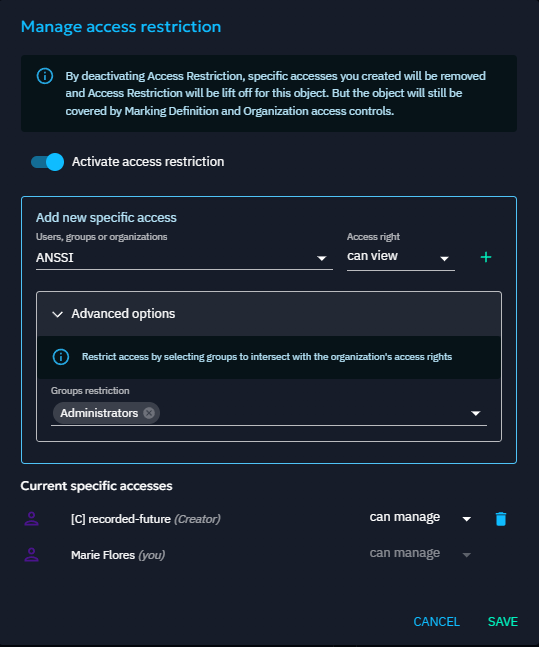 Manage access restriction
By deactivating Access Restriction, specific accesses you created will be removed
and Access Restriction will be lift off for this object. But the object will still be
covered by Marking Definition and Organization access controls.
Activate access restriction
Add new specific access
Users, groups or organizations Access right
ANSSI can view
Advanced options
Restrict access by selecting groups to intersect with the organization's access rights
Groups restriction
Administrators
Current specific accesses
[C] recorded-future (Creator) can manage
Marie Flores (you) can manage
CANCEL SAVE